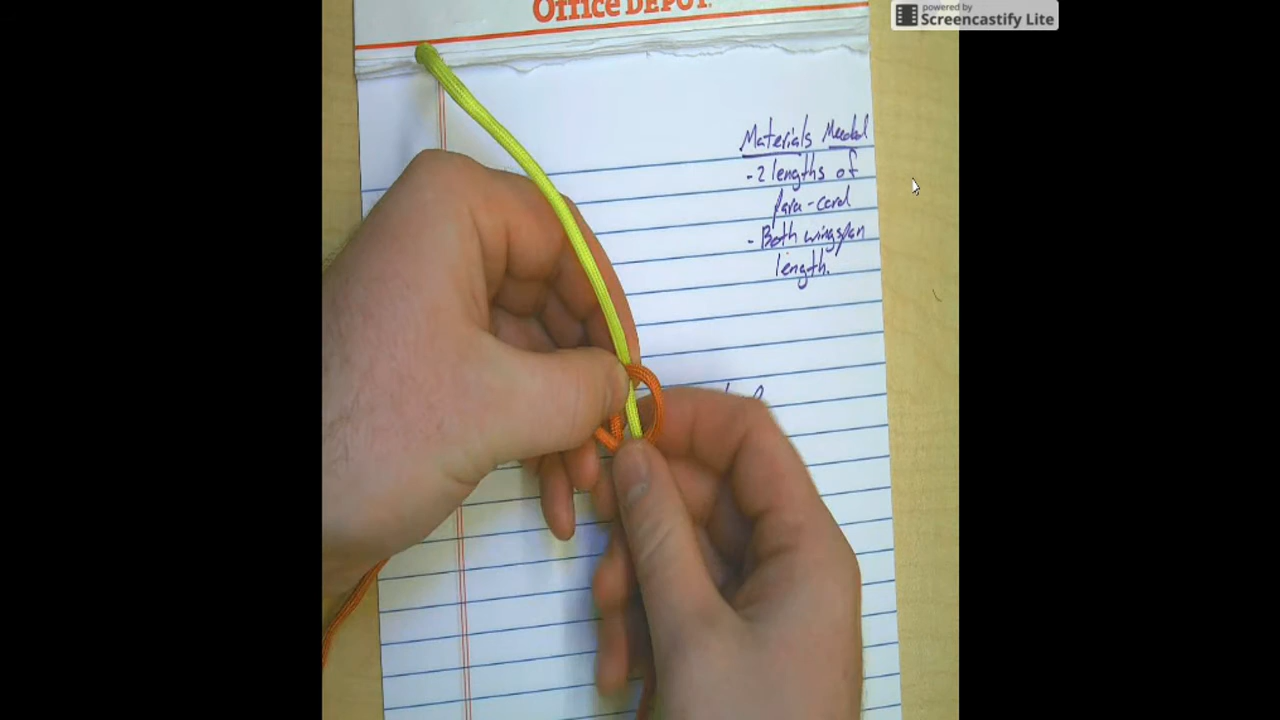 Office DEPOT.
powered by
Screencastify Lite
Materials Needed
- 2 lengths of
para-cord
- Both wingspan
length.